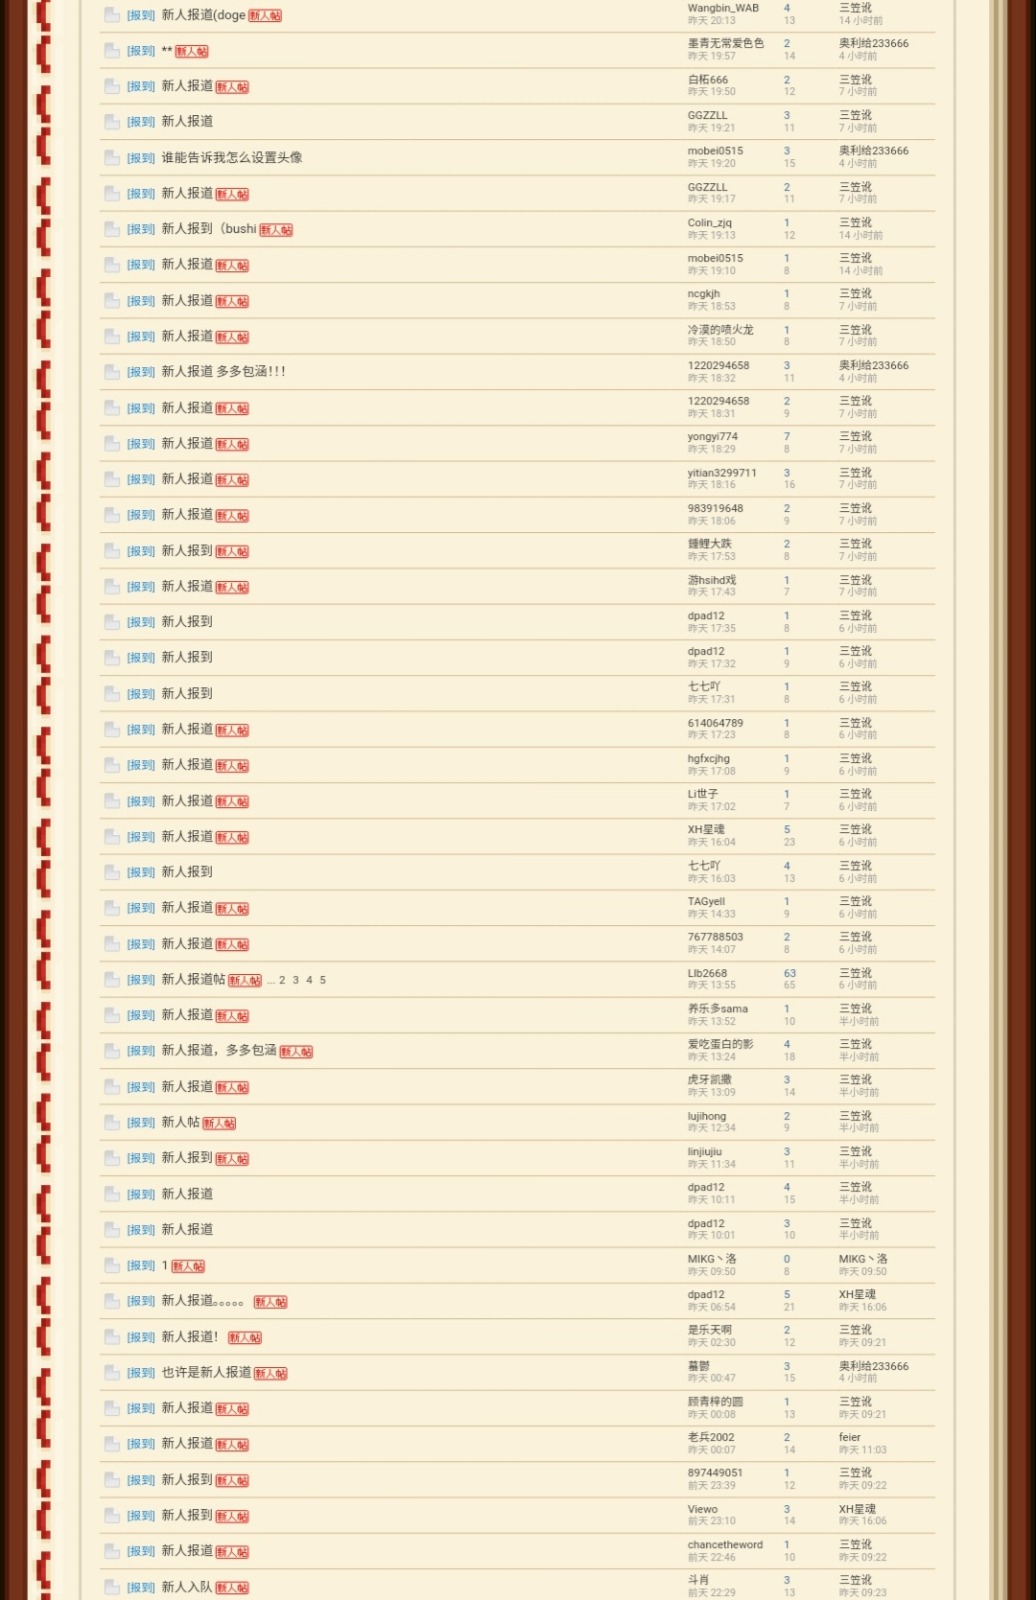 [报到] 新人报道(doge 新人帖 Wangbin_WAB 4 三笠讹
昨天 20:13 13 14 小时前
[报到] ** 新人帖 墨青无常爱色色 2 奥利给233666
昨天 19:57 14 4 小时前
[报到] 新人报道 新人帖 白柘666 2 三笠讹
昨天 19:50 12 7 小时前
[报到] 新人报道 GGZZLL 3 三笠讹
昨天 19:21 11 7 小时前
[报到] 谁能告诉我怎么设置头像 mobei0515 3 奥利给233666
昨天 19:20 15 4 小时前
[报到] 新人报道 新人帖 GGZZLL 2 三笠讹
昨天 19:17 11 7 小时前
[报到] 新人报到（bushi 新人帖 Colin_zjq 1 三笠讹
昨天 19:13 12 14 小时前
[报到] 新人报道 新人帖 mobei0515 1 三笠讹
昨天 19:10 8 14 小时前
[报到] 新人报道 新人帖 ncgkjh 1 三笠讹
昨天 18:53 8 7 小时前
[报到] 新人报道 新人帖 冷漠的喷火龙 1 三笠讹
昨天 18:50 8 7 小时前
[报到] 新人报道 多多包涵!!! 1220294658 3 奥利给233666
昨天 18:32 11 4 小时前
[报到] 新人报道 新人帖 1220294658 2 三笠讹
昨天 18:31 9 7 小时前
[报到] 新人报道 新人帖 yongyi774 7 三笠讹
昨天 18:29 8 7 小时前
[报到] 新人报道 新人帖 yitian3299711 3 三笠讹
昨天 18:16 16 7 小时前
[报到] 新人报道 新人帖 983919648 2 三笠讹
昨天 18:06 9 7 小时前
[报到] 新人报到 新人帖 鍾鲤大跌 2 三笠讹
昨天 17:53 8 7 小时前
[报到] 新人报道 新人帖 游hsihd戏 1 三笠讹
昨天 17:43 7 7 小时前
[报到] 新人报到 dpad12 1 三笠讹
昨天 17:35 8 6 小时前
[报到] 新人报到 dpad12 1 三笠讹
昨天 17:32 9 6 小时前
[报到] 新人报到 七七吖 1 三笠讹
昨天 17:31 8 6 小时前
[报到] 新人报道 新人帖 614064789 1 三笠讹
昨天 17:23 8 6 小时前
[报到] 新人报道 新人帖 hgfxcjhg 1 三笠讹
昨天 17:08 9 6 小时前
[报到] 新人报道 新人帖 Li世子 1 三笠讹
昨天 17:02 7 6 小时前
[报到] 新人报道 新人帖 XH星魂 5 三笠讹
昨天 16:04 23 6 小时前
[报到] 新人报到 七七吖 4 三笠讹
昨天 16:03 13 6 小时前
[报到] 新人报道 新人帖 TAGyell 1 三笠讹
昨天 14:33 9 6 小时前
[报到] 新人报道 新人帖 767788503 2 三笠讹
昨天 14:07 8 6 小时前
[报到] 新人报道帖 新人帖 ... 2 3 4 5 Llb2668 63 三笠讹
昨天 13:55 65 6 小时前
[报到] 新人报道 新人帖 养乐多sama 1 三笠讹
昨天 13:52 10 半小时前
[报到] 新人报道，多多包涵 新人帖 爱吃蛋白的影 4 三笠讹
昨天 13:24 18 半小时前
[报到] 新人报道 新人帖 虎牙凯撒 3 三笠讹
昨天 13:09 14 半小时前
[报到] 新人帖 新人帖 lujihong 2 三笠讹
昨天 12:34 9 半小时前
[报到] 新人报到 新人帖 linjiujiu 3 三笠讹
昨天 11:34 11 半小时前
[报到] 新人报道 dpad12 4 三笠讹
昨天 10:11 15 半小时前
[报到] 新人报道 dpad12 3 三笠讹
昨天 10:01 10 半小时前
[报到] 1 新人帖 MIKG丶洛 0 MIKG丶洛
昨天 09:50 8 昨天 09:50
[报到] 新人报道。。。。。 新人帖 dpad12 5 XH星魂
昨天 06:54 21 昨天 16:06
[报到] 新人报道！ 新人帖 是乐天啊 2 三笠讹
昨天 02:30 12 昨天 09:21
[报到] 也许是新人报道 新人帖 蟇鬱 3 奥利给233666
昨天 00:47 15 4 小时前
[报到] 新人报道 新人帖 顾青梓的圆 1 三笠讹
昨天 00:08 13 昨天 09:21
[报到] 新人报道 新人帖 老兵2002 2 feier
昨天 00:07 14 昨天 11:03
[报到] 新人报到 新人帖 897449051 1 三笠讹
前天 23:39 12 昨天 09:22
[报到] 新人报到 新人帖 Viewo 3 XH星魂
前天 23:10 14 昨天 16:06
[报到] 新人报道 新人帖 chancetheword 1 三笠讹
前天 22:46 10 昨天 09:22
[报到] 新人入队 新人帖 斗肖 3 三笠讹
前天 22:29 13 昨天 09:23